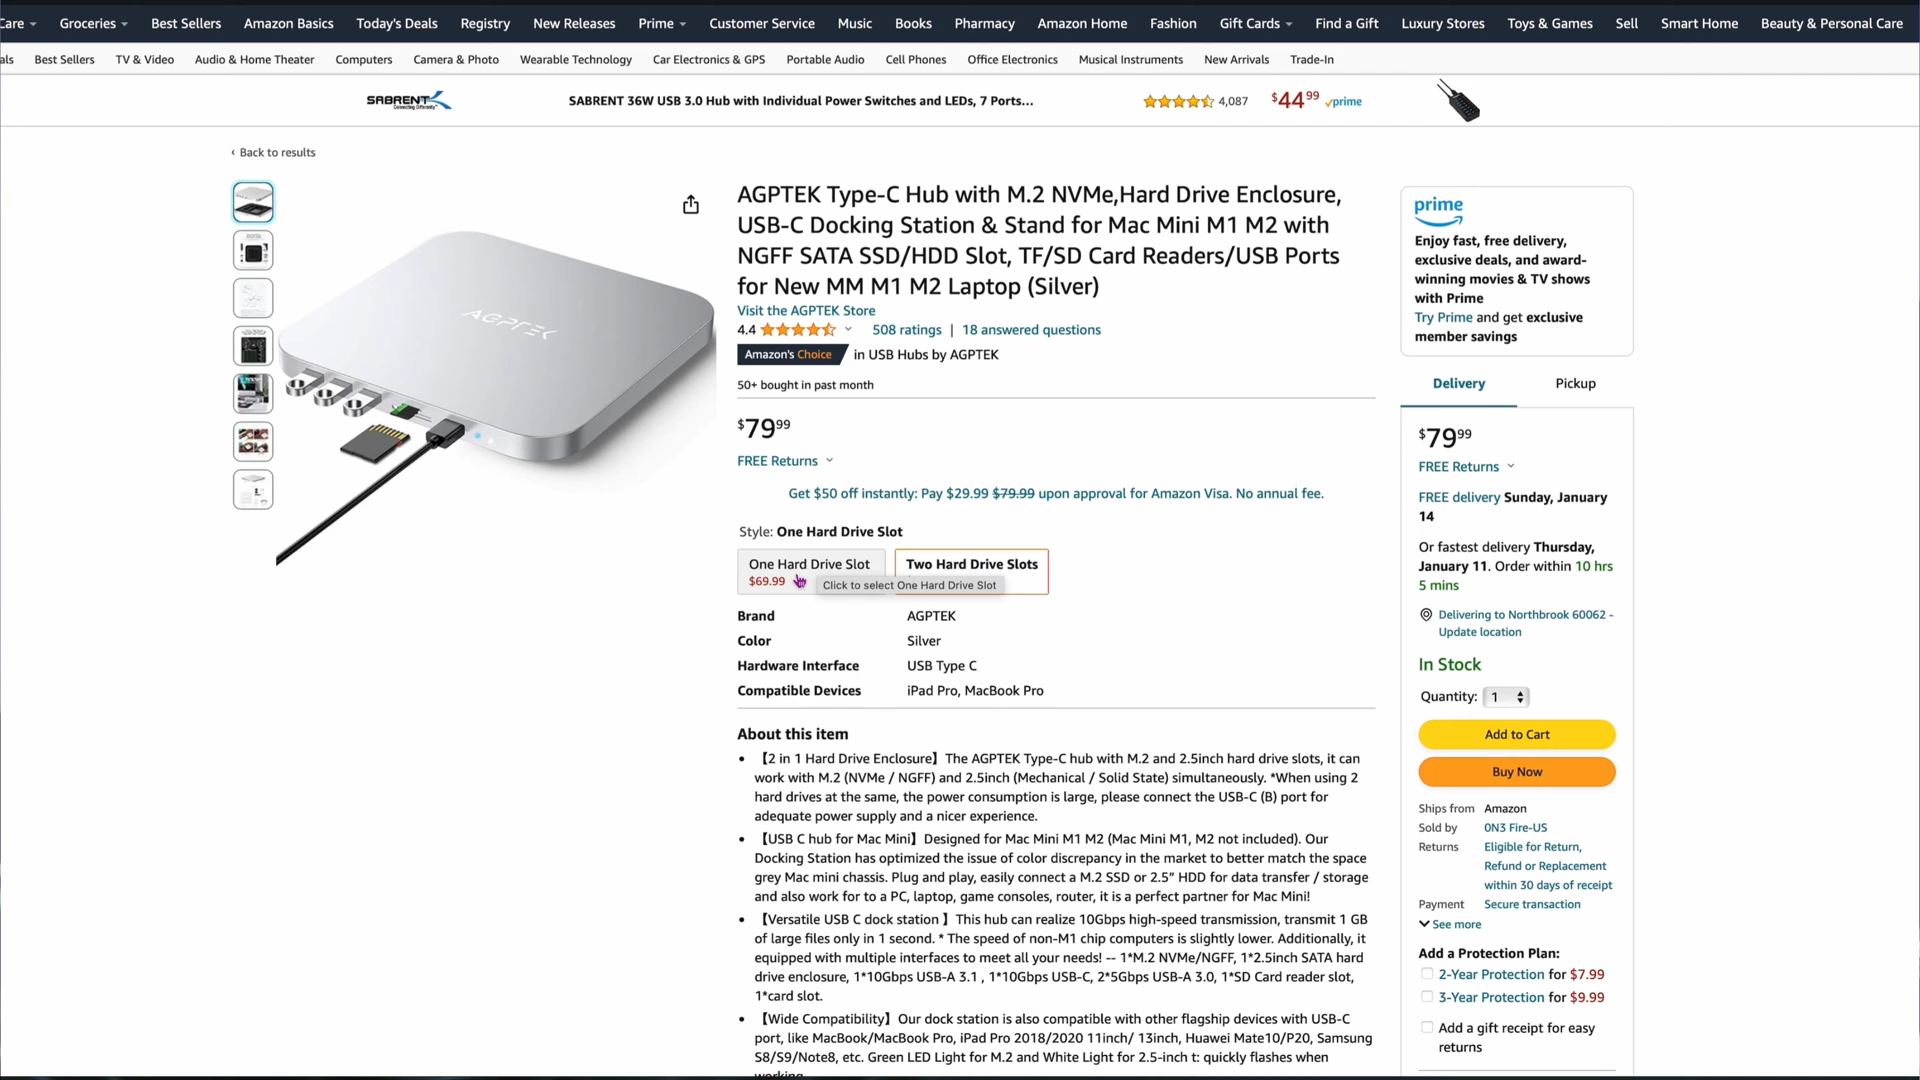 Care
Groceries
Best Sellers
Amazon Basics
Today's Deals
Registry
New Releases
Prime
Customer Service
Music
Books
Pharmacy
Amazon Home
Fashion
Gift Cards
Find a Gift
Luxury Stores
Toys & Games
Sell
Smart Home
Beauty & Personal Care
als
Best Sellers
TV & Video
Audio & Home Theater
Computers
Camera & Photo
Wearable Technology
Car Electronics & GPS
Portable Audio
Cell Phones
Office Electronics
Musical Instruments
New Arrivals
Trade-In
SABRENT
Connecting Differently
SABRENT 36W USB 3.0 Hub with Individual Power Switches and LEDs, 7 Ports...
4,087
$44 99
prime
‹ Back to results
AGPTEK
AGPTEK Type-C Hub with M.2 NVMe,Hard Drive Enclosure,
USB-C Docking Station & Stand for Mac Mini M1 M2 with
NGFF SATA SSD/HDD Slot, TF/SD Card Readers/USB Ports
for New MM M1 M2 Laptop (Silver)
Visit the AGPTEK Store
4.4
508 ratings | 18 answered questions
Amazon's Choice in USB Hubs by AGPTEK
50+ bought in past month
$79 99
FREE Returns
Get $50 off instantly: Pay $29.99 $79.99 upon approval for Amazon Visa. No annual fee.
Style: One Hard Drive Slot
One Hard Drive Slot
$69.99
Two Hard Drive Slots
Click to select One Hard Drive Slot
Brand AGPTEK
Color Silver
Hardware Interface USB Type C
Compatible Devices iPad Pro, MacBook Pro
About this item
• 【2 in 1 Hard Drive Enclosure】The AGPTEK Type-C hub with M.2 and 2.5inch hard drive slots, it can
work with M.2 (NVMe / NGFF) and 2.5inch (Mechanical / Solid State) simultaneously. *When using 2
hard drives at the same, the power consumption is large, please connect the USB-C (B) port for
adequate power supply and a nicer experience.
• 【USB C hub for Mac Mini】Designed for Mac Mini M1 M2 (Mac Mini M1, M2 not included). Our
Docking Station has optimized the issue of color discrepancy in the market to better match the space
grey Mac mini chassis. Plug and play, easily connect a M.2 SSD or 2.5” HDD for data transfer / storage
and also work for to a PC, laptop, game consoles, router, it is a perfect partner for Mac Mini!
• 【Versatile USB C dock station 】This hub can realize 10Gbps high-speed transmission, transmit 1 GB
of large files only in 1 second. * The speed of non-M1 chip computers is slightly lower. Additionally, it
equipped with multiple interfaces to meet all your needs! -- 1*M.2 NVMe/NGFF, 1*2.5inch SATA hard
drive enclosure, 1*10Gbps USB-A 3.1 , 1*10Gbps USB-C, 2*5Gbps USB-A 3.0, 1*SD Card reader slot,
1*card slot.
• 【Wide Compatibility】Our dock station is also compatible with other flagship devices with USB-C
port, like MacBook/MacBook Pro, iPad Pro 2018/2020 11inch/ 13inch, Huawei Mate10/P20, Samsung
S8/S9/Note8, etc. Green LED Light for M.2 and White Light for 2.5-inch t: quickly flashes when
working
prime
Enjoy fast, free delivery,
exclusive deals, and award-
winning movies & TV shows
with Prime
Try Prime and get exclusive
member savings
Delivery
Pickup
$79 99
FREE Returns
FREE delivery Sunday, January
14
Or fastest delivery Thursday,
January 11. Order within 10 hrs
5 mins
Delivering to Northbrook 60062 -
Update location
In Stock
Quantity: 1
Add to Cart
Buy Now
Ships from Amazon
Sold by 0N3 Fire-US
Returns Eligible for Return,
Refund or Replacement
within 30 days of receipt
Payment Secure transaction
See more
Add a Protection Plan:
2-Year Protection for $7.99
3-Year Protection for $9.99
Add a gift receipt for easy
returns